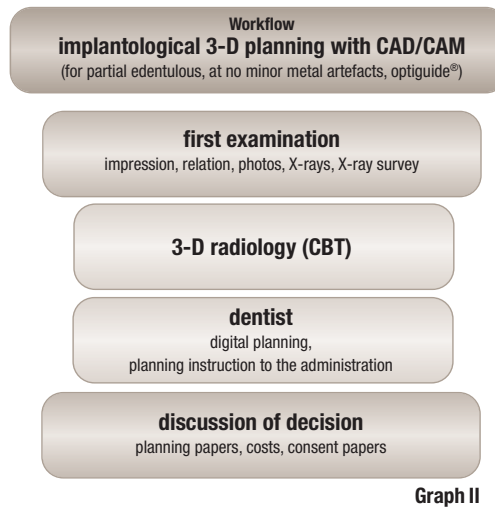 Workflow
implantological 3-D planning with CAD/CAM
(for partial edentulous, at no minor metal artefacts, optiguide®)
first examination
impression, relation, photos, X-rays, X-ray survey
3-D radiology (CBT)
dentist
digital planning,
planning instruction to the administration
discussion of decision
planning papers, costs, consent papers
Graph II